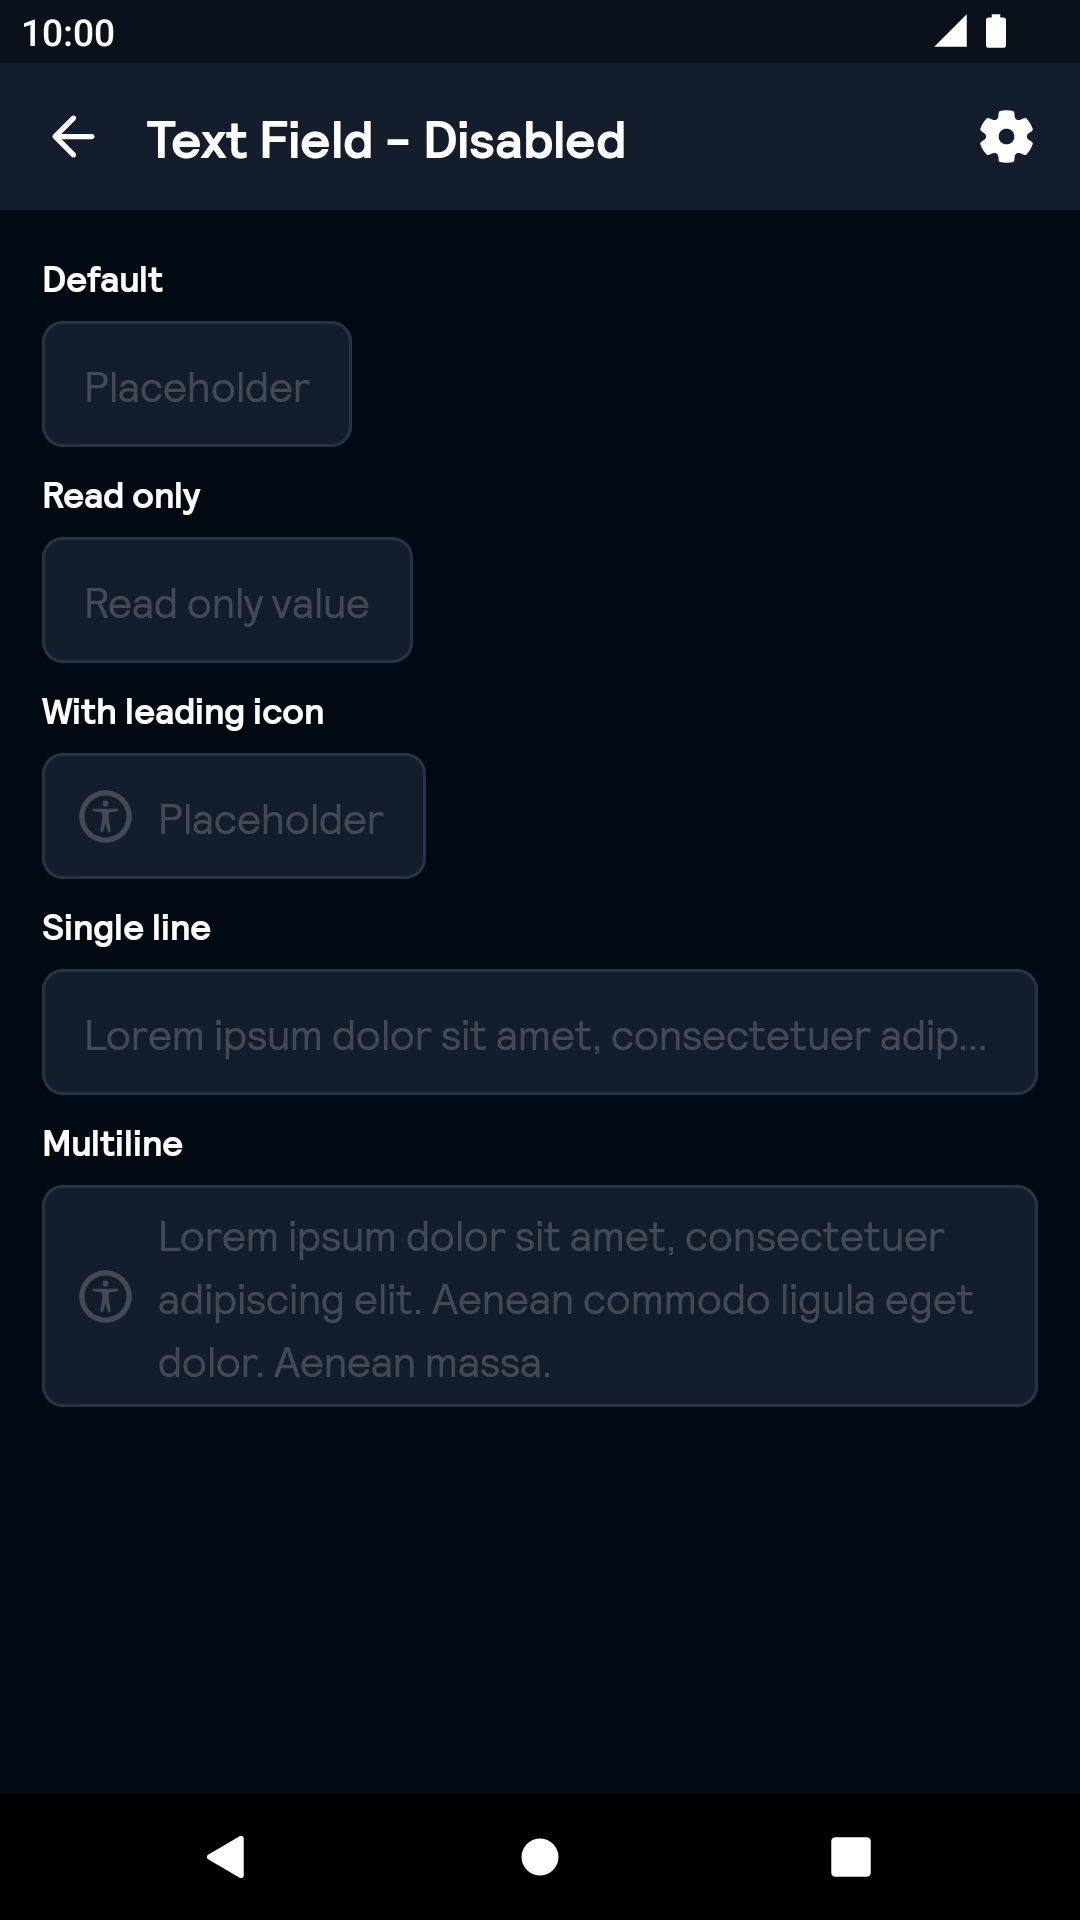 10:00
Text Field - Disabled
Default
Placeholder
Read only
Read only value
With leading icon
Placeholder
Single line
Lorem ipsum dolor sit amet, consectetuer adip...
Multiline
Lorem ipsum dolor sit amet, consectetuer
adipiscing elit. Aenean commodo ligula eget
dolor. Aenean massa.